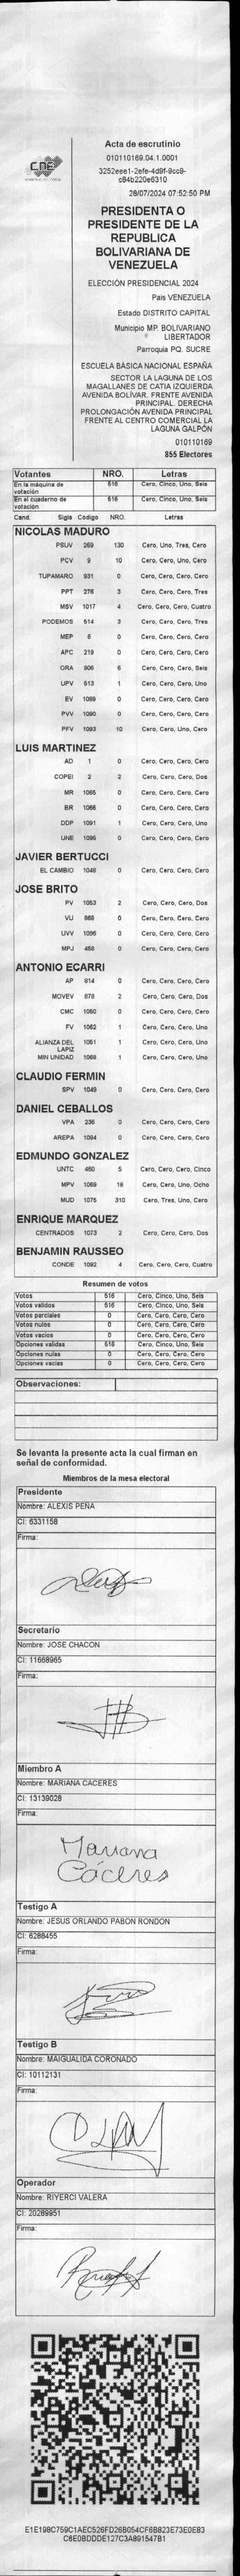 CNE
Acta de escrutinio
010110169.04.1.0001
3252eee1-2efe-4d9f-9cc9-
c84b220e6310
28/07/2024 07:52:50 PM
PRESIDENTA O
PRESIDENTE DE LA
REPUBLICA
BOLIVARIANA DE
VENEZUELA
ELECCIÓN PRESIDENCIAL 2024
Pais VENEZUELA
Estado DISTRITO CAPITAL
Municipio MP. BOLIVARIANO
LIBERTADOR
Parroquia PQ. SUCRE
ESCUELA BÁSICA NACIONAL ESPAÑA
SECTOR LA LAGUNA DE LOS
MAGALLANES DE CATIA IZQUIERDA
AVENIDA BOLÍVAR. FRENTE AVENIDA
PRINCIPAL. DERECHA
PROLONGACIÓN AVENIDA PRINCIPAL
FRENTE AL CENTRO COMERCIAL LA
LAGUNA GALPÓN
010110169
855 Electores
Votantes NRO. Letras
En la máquina de votación 516 Cero, Cinco, Uno, Seis
En el cuaderno de votación 516 Cero, Cinco, Uno, Seis
Cand. Sigla Código NRO. Letras
NICOLAS MADURO
PSUV 269 130 Cero, Uno, Tres, Cero
PCV 9 10 Cero, Cero, Uno, Cero
TUPAMARO 931 0 Cero, Cero, Cero, Cero
PPT 276 3 Cero, Cero, Cero, Tres
MSV 1017 4 Cero, Cero, Cero, Cuatro
PODEMOS 614 3 Cero, Cero, Cero, Tres
MEP 6 0 Cero, Cero, Cero, Cero
APC 219 0 Cero, Cero, Cero, Cero
ORA 906 6 Cero, Cero, Cero, Seis
UPV 513 1 Cero, Cero, Cero, Uno
EV 1089 0 Cero, Cero, Cero, Cero
PVV 1090 0 Cero, Cero, Cero, Cero
PFV 1093 10 Cero, Cero, Uno, Cero
LUIS MARTINEZ
AD 1 0 Cero, Cero, Cero, Cero
COPEI 2 2 Cero, Cero, Cero, Dos
MR 1065 0 Cero, Cero, Cero, Cero
BR 1066 0 Cero, Cero, Cero, Cero
DDP 1091 1 Cero, Cero, Cero, Uno
UNE 1095 0 Cero, Cero, Cero, Cero
JAVIER BERTUCCI
EL CAMBIO 1048 0 Cero, Cero, Cero, Cero
JOSE BRITO
PV 1053 2 Cero, Cero, Cero, Dos
VU 868 0 Cero, Cero, Cero, Cero
UVV 1096 0 Cero, Cero, Cero, Cero
MPJ 459 0 Cero, Cero, Cero, Cero
ANTONIO ECARRI
AP 814 0 Cero, Cero, Cero, Cero
MOVEV 878 2 Cero, Cero, Cero, Dos
CMC 1050 0 Cero, Cero, Cero, Cero
FV 1052 1 Cero, Cero, Cero, Uno
ALIANZA DEL LAPIZ 1051 1 Cero, Cero, Cero, Uno
MIN UNIDAD 1068 1 Cero, Cero, Cero, Uno
CLAUDIO FERMIN
SPV 1049 0 Cero, Cero, Cero, Cero
DANIEL CEBALLOS
VPA 236 0 Cero, Cero, Cero, Cero
AREPA 1094 0 Cero, Cero, Cero, Cero
EDMUNDO GONZALEZ
UNTC 460 5 Cero, Cero, Cero, Cinco
MPV 1069 18 Cero, Cero, Uno, Ocho
MUD 1075 310 Cero, Tres, Uno, Cero
ENRIQUE MARQUEZ
CENTRADOS 1073 2 Cero, Cero, Cero, Dos
BENJAMIN RAUSSEO
CONDE 1092 4 Cero, Cero, Cero, Cuatro
Resumen de votos
Votos 516 Cero, Cinco, Uno, Seis
Votos validos 516 Cero, Cinco, Uno, Seis
Votos parciales 0 Cero, Cero, Cero, Cero
Votos nulos 0 Cero, Cero, Cero, Cero
Votos vacios 0 Cero, Cero, Cero, Cero
Opciones validas 516 Cero, Cinco, Uno, Seis
Opciones nulas 0 Cero, Cero, Cero, Cero
Opciones vacias 0 Cero, Cero, Cero, Cero
Observaciones:
Se levanta la presente acta la cual firman en
señal de conformidad.
Miembros de la mesa electoral
Presidente
Nombre: ALEXIS PEÑA
CI: 6331158
Firma:
Secretario
Nombre: JOSE CHACON
CI: 11668965
Firma:
Miembro A
Nombre: MARIANA CACERES
CI: 13139028
Firma:
Mariana
Cáceres
Testigo A
Nombre: JESUS ORLANDO PABON RONDON
CI: 6288455
Firma:
Testigo B
Nombre: MAIGUALIDA CORONADO
CI: 10112131
Firma:
Operador
Nombre: RIYERCI VALERA
CI: 20289951
Firma:
E1E198C759C1AEC526FD26B054CF6B823E73E0E83
C6E0BDDDE127C3A891547B1